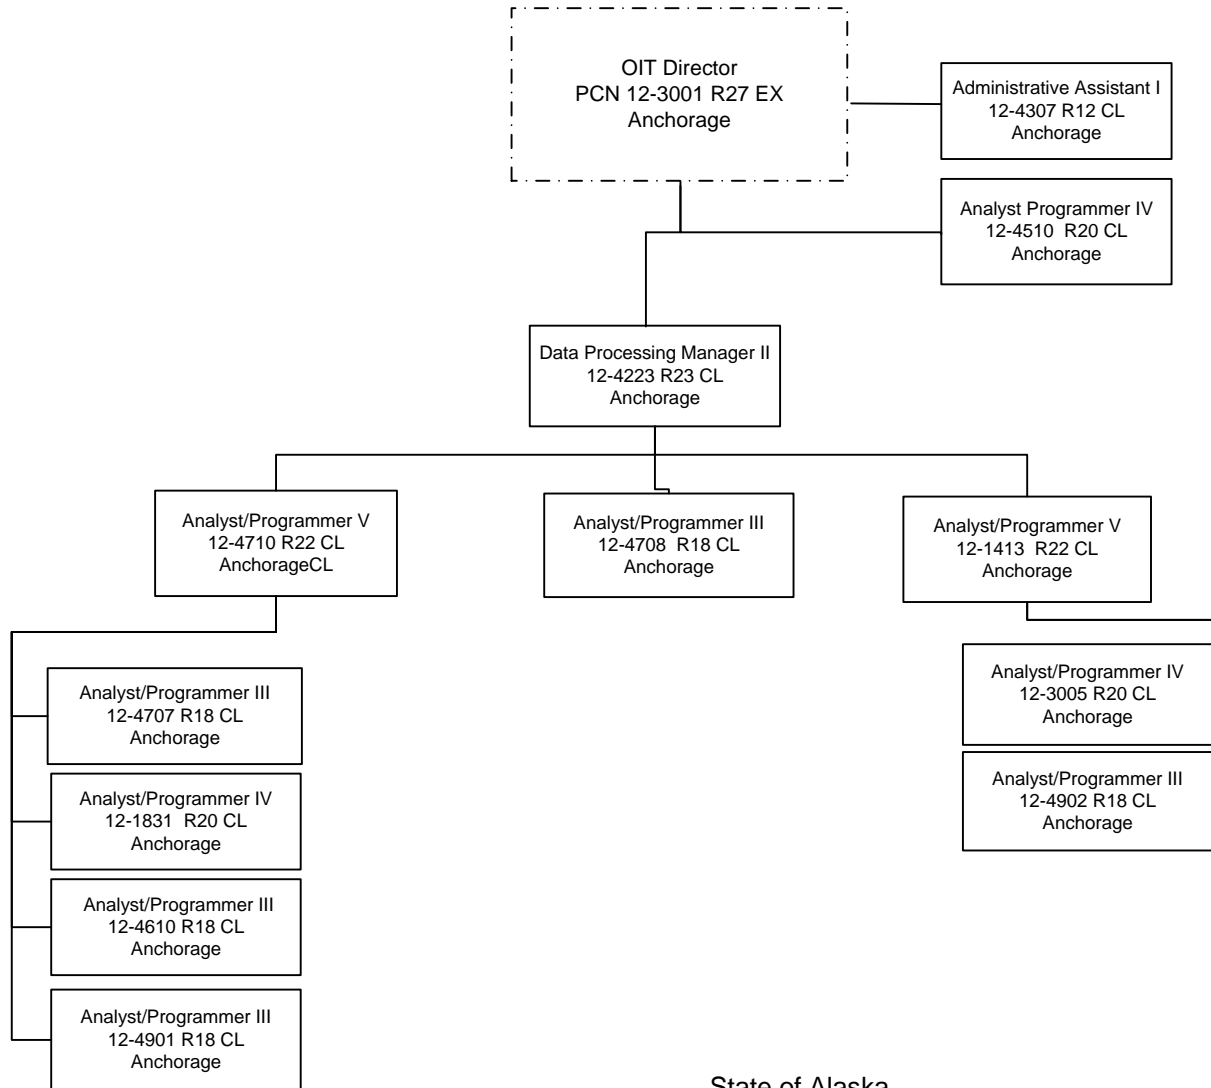 OIT Director
PCN 12-3001 R27 EX
Anchorage
Administrative Assistant I
12-4307 R12 CL
Anchorage
Analyst Programmer IV
12-4510 R20 CL
Anchorage
Data Processing Manager II
12-4223 R23 CL
Anchorage
Analyst/Programmer V
12-4710 R22 CL
AnchorageCL
Analyst/Programmer III
12-4708 R18 CL
Anchorage
Analyst/Programmer V
12-1413 R22 CL
Anchorage
Analyst/Programmer III
12-4707 R18 CL
Anchorage
Analyst/Programmer IV
12-1831 R20 CL
Anchorage
Analyst/Programmer III
12-4610 R18 CL
Anchorage
Analyst/Programmer III
12-4901 R18 CL
Anchorage
Analyst/Programmer IV
12-3005 R20 CL
Anchorage
Analyst/Programmer III
12-4902 R18 CL
Anchorage
State of Alaska